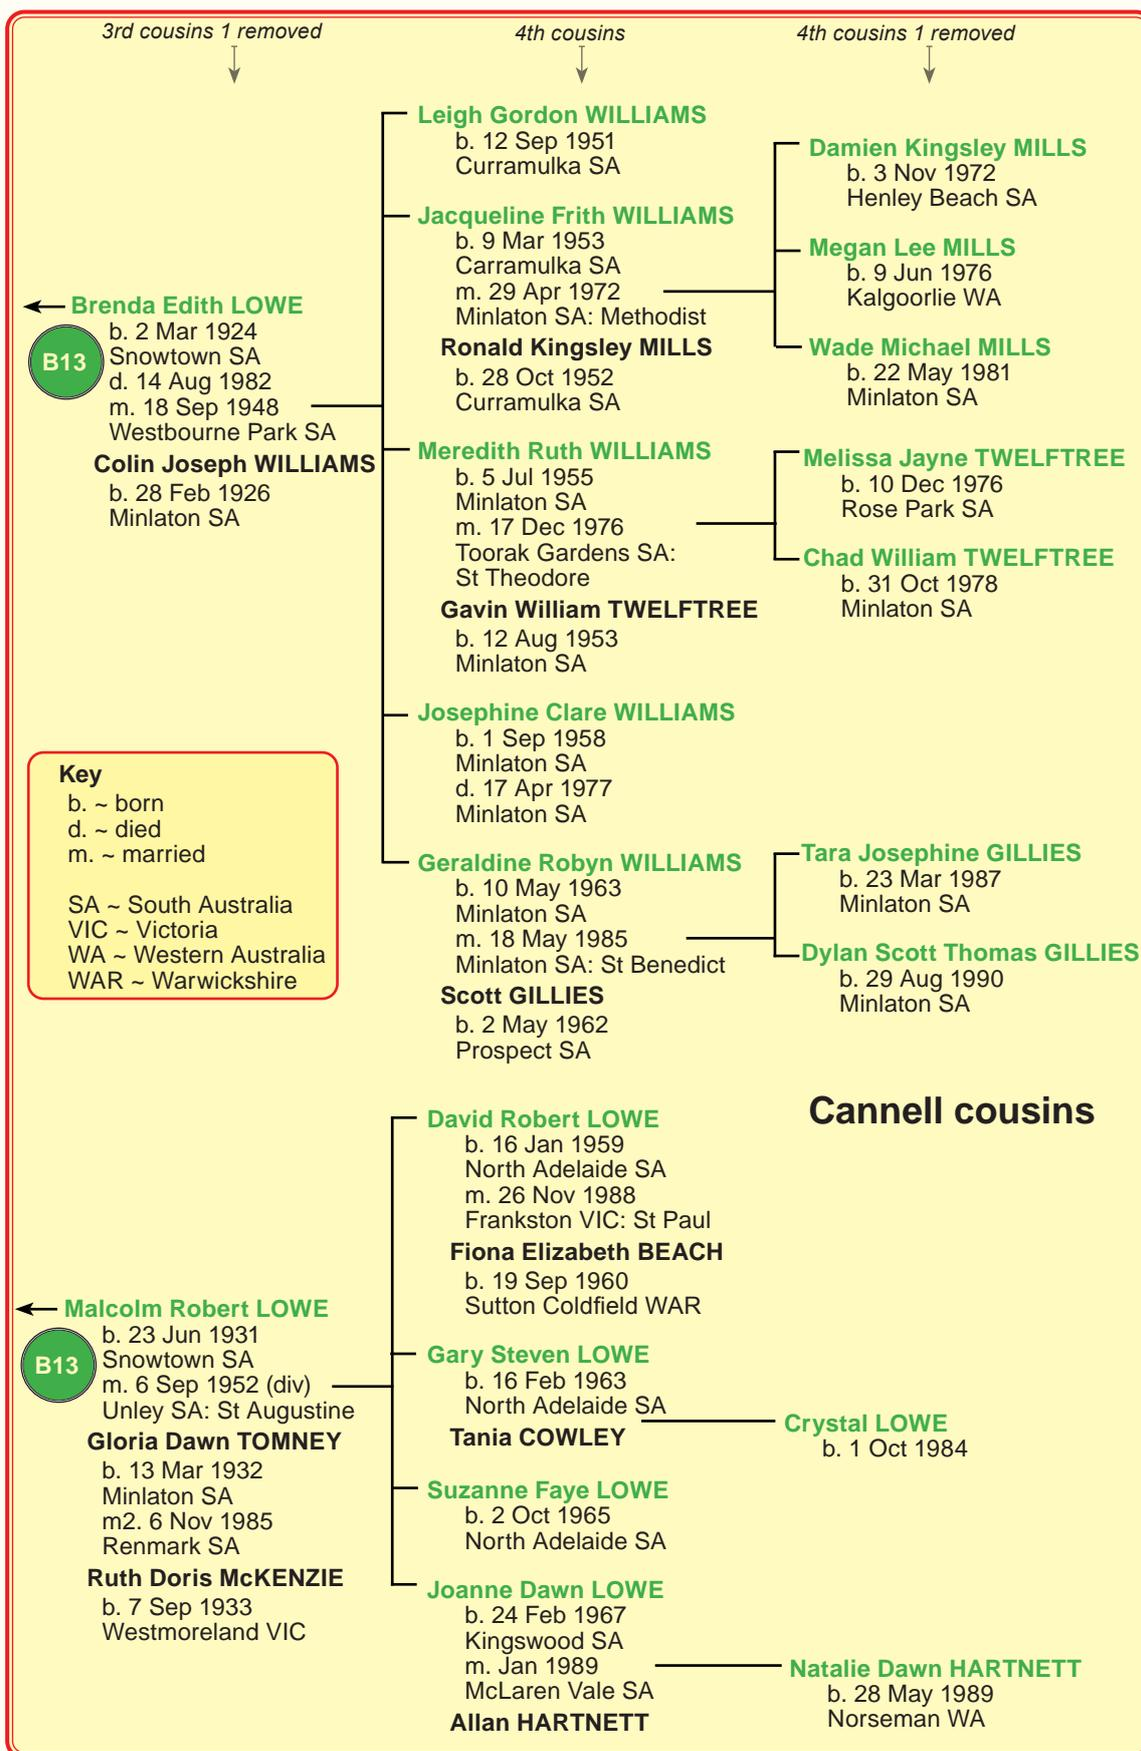 3rd cousins 1 removed
4th cousins
4th cousins 1 removed
Brenda Edith LOWE
B13
b. 2 Mar 1924
Snowtown SA
d. 14 Aug 1982
m. 18 Sep 1948
Westbourne Park SA
Colin Joseph WILLIAMS
b. 28 Feb 1926
Minlaton SA
Leigh Gordon WILLIAMS
b. 12 Sep 1951
Curramulka SA
Jacqueline Frith WILLIAMS
b. 9 Mar 1953
Carramulka SA
m. 29 Apr 1972
Minlaton SA: Methodist
Ronald Kingsley MILLS
b. 28 Oct 1952
Curramulka SA
Damien Kingsley MILLS
b. 3 Nov 1972
Henley Beach SA
Megan Lee MILLS
b. 9 Jun 1976
Kalgoorlie WA
Wade Michael MILLS
b. 22 May 1981
Minlaton SA
Meredith Ruth WILLIAMS
b. 5 Jul 1955
Minlaton SA
m. 17 Dec 1976
Toorak Gardens SA:
St Theodore
Gavin William TWELFTREE
b. 12 Aug 1953
Minlaton SA
Melissa Jayne TWELFTREE
b. 10 Dec 1976
Rose Park SA
Chad William TWELFTREE
b. 31 Oct 1978
Minlaton SA
Josephine Clare WILLIAMS
b. 1 Sep 1958
Minlaton SA
d. 17 Apr 1977
Minlaton SA
Geraldine Robyn WILLIAMS
b. 10 May 1963
Minlaton SA
m. 18 May 1985
Minlaton SA: St Benedict
Scott GILLIES
b. 2 May 1962
Prospect SA
Tara Josephine GILLIES
b. 23 Mar 1987
Minlaton SA
Dylan Scott Thomas GILLIES
b. 29 Aug 1990
Minlaton SA
Key
b. ~ born
d. ~ died
m. ~ married
SA ~ South Australia
VIC ~ Victoria
WA ~ Western Australia
WAR ~ Warwickshire
Cannell cousins
Malcolm Robert LOWE
B13
b. 23 Jun 1931
Snowtown SA
m. 6 Sep 1952 (div)
Unley SA: St Augustine
Gloria Dawn TOMNEY
b. 13 Mar 1932
Minlaton SA
m2. 6 Nov 1985
Renmark SA
Ruth Doris McKENZIE
b. 7 Sep 1933
Westmoreland VIC
David Robert LOWE
b. 16 Jan 1959
North Adelaide SA
m. 26 Nov 1988
Frankston VIC: St Paul
Fiona Elizabeth BEACH
b. 19 Sep 1960
Sutton Coldfield WAR
Gary Steven LOWE
b. 16 Feb 1963
North Adelaide SA
Tania COWLEY
Crystal LOWE
b. 1 Oct 1984
Suzanne Faye LOWE
b. 2 Oct 1965
North Adelaide SA
Joanne Dawn LOWE
b. 24 Feb 1967
Kingswood SA
m. Jan 1989
McLaren Vale SA
Allan HARTNETT
Natalie Dawn HARTNETT
b. 28 May 1989
Norseman WA